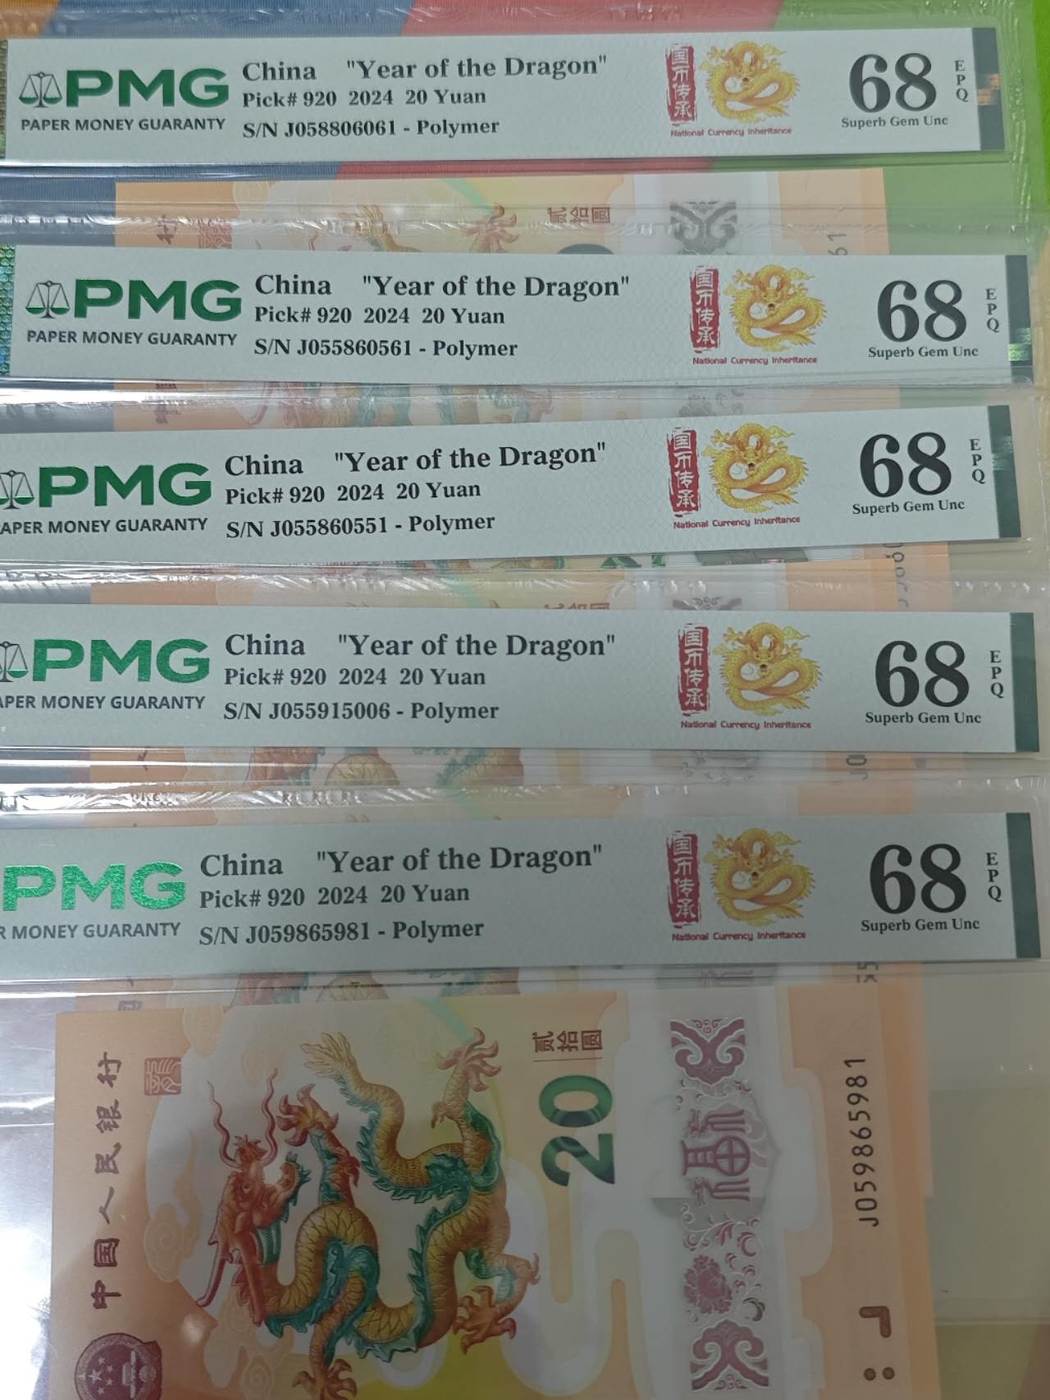 PMG
PAPER MONEY GUARANTY
China "Year of the Dragon"
Pick# 920 2024 20 Yuan
S/N J058806061 - Polymer
国币传承
National Currency Inheritance
68
EPQ
Superb Gem Unc
贰拾圆
61
PMG
PAPER MONEY GUARANTY
China "Year of the Dragon"
Pick# 920 2024 20 Yuan
S/N J055860561 - Polymer
国币传承
National Currency Inheritance
68
EPQ
Superb Gem Unc
PMG
APER MONEY GUARANTY
China "Year of the Dragon"
Pick# 920 2024 20 Yuan
S/N J055860551 - Polymer
国币传承
National Currency Inheritance
68
EPQ
Superb Gem Unc
PMG
APER MONEY GUARANTY
China "Year of the Dragon"
Pick# 920 2024 20 Yuan
S/N J055915006 - Polymer
国币传承
National Currency Inheritance
68
EPQ
Superb Gem Unc
J0
PMG
R MONEY GUARANTY
China "Year of the Dragon"
Pick# 920 2024 20 Yuan
S/N J059865981 - Polymer
国币传承
National Currency Inheritance
68
EPQ
Superb Gem Unc
55
中国人民银行
贰拾圆
20
J059865981